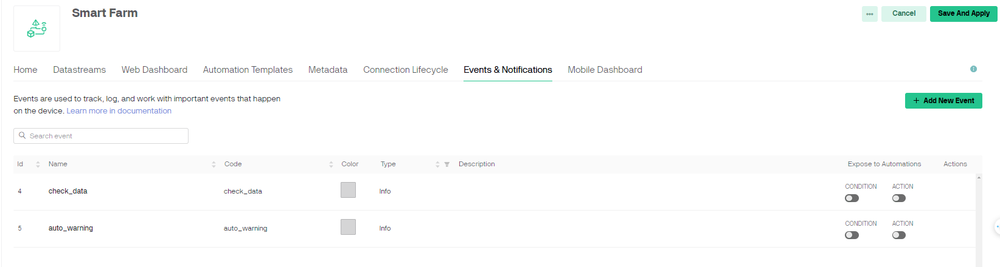 Smart Farm
Cancel
Save And Apply
Home Datastreams Web Dashboard Automation Templates Metadata Connection Lifecycle Events & Notifications Mobile Dashboard
Events are used to track, log, and work with important events that happen
on the device. Learn more in documentation
+ Add New Event
Search event
Id Name Code Color Type Description Expose to Automations Actions
CONDITION ACTION
4 check_data check_data Info
CONDITION ACTION
5 auto_warning auto_warning Info